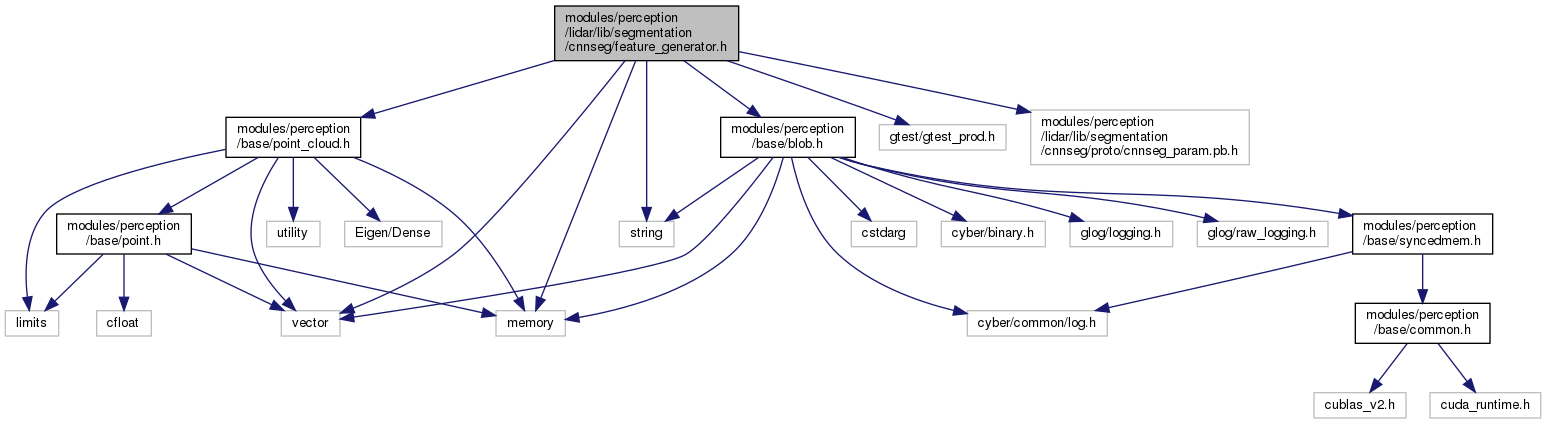 modules/perception
/lidar/lib/segmentation
/cnnseg/feature_generator.h
modules/perception
/base/point_cloud.h
modules/perception
/base/blob.h
gtest/gtest_prod.h
modules/perception
/lidar/lib/segmentation
/cnnseg/proto/cnnseg_param.pb.h
modules/perception
/base/point.h
utility
Eigen/Dense
string
cstdarg
cyber/binary.h
glog/logging.h
glog/raw_logging.h
modules/perception
/base/syncedmem.h
limits
cfloat
vector
memory
cyber/common/log.h
modules/perception
/base/common.h
cublas_v2.h
cuda_runtime.h